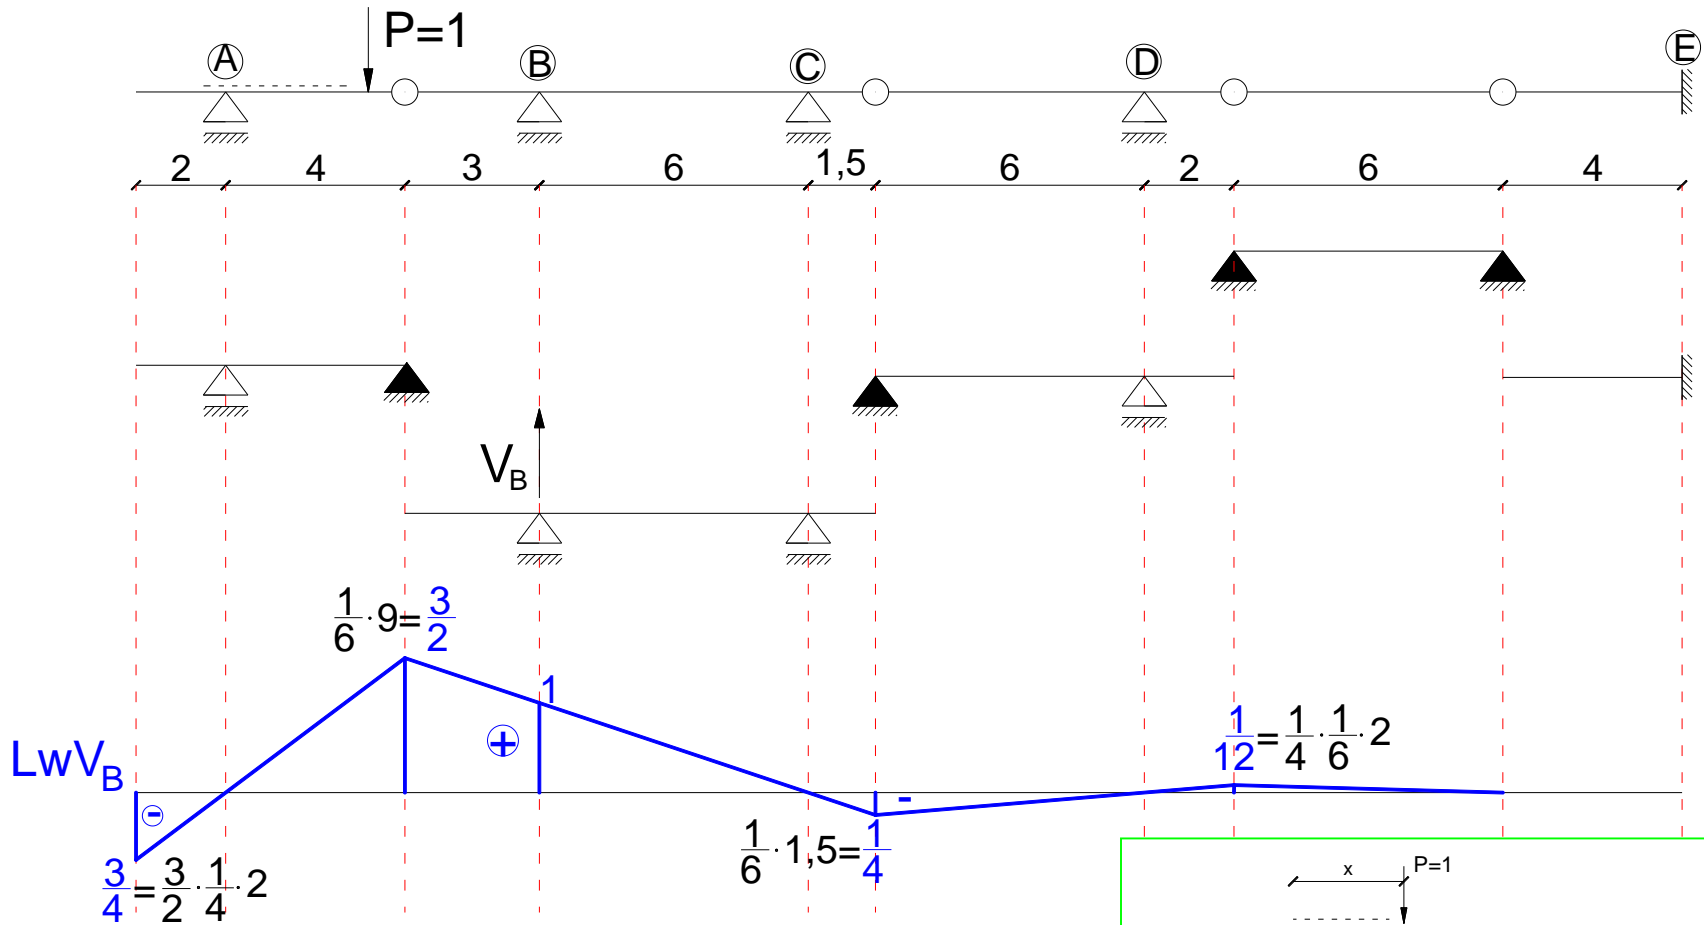 P=1
A B C D E
2 4 3 6 1,5 6 2 6 4
V_B
1/6·9=3/2
1
+
1/12=1/4·1/6·2
LwV_B
-
-
1/6·1,5=1/4
3/4=3/2·1/4·2
x P=1